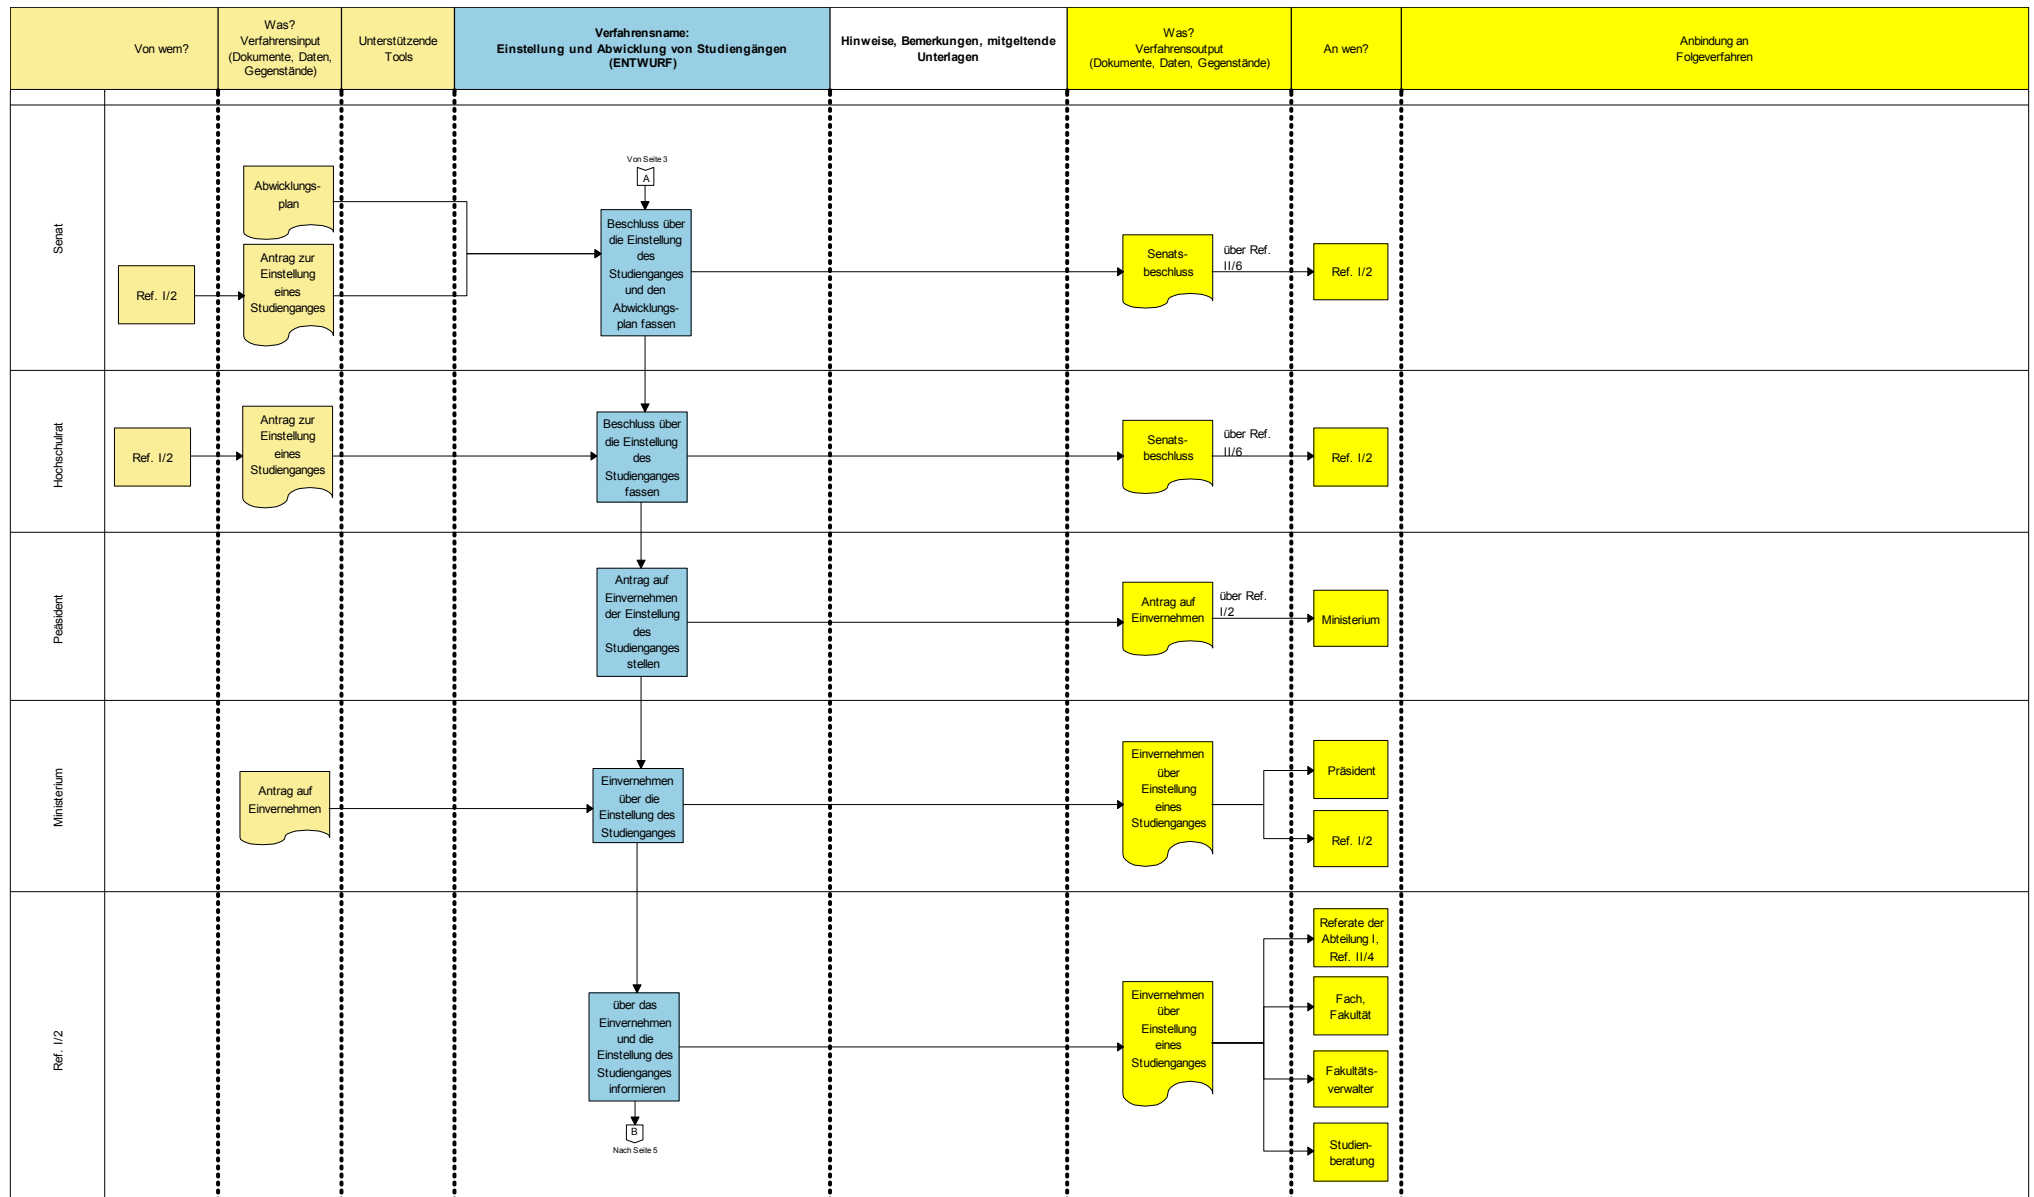 Von wem?
Was?
Verfahrensinput
(Dokumente, Daten,
Gegenstände)
Unterstützende
Tools
Verfahrensname:
Einstellung und Abwicklung von Studiengängen
(ENTWURF)
Hinweise, Bemerkungen, mitgeltende
Unterlagen
Was?
Verfahrensoutput
(Dokumente, Daten, Gegenstände)
An wen?
Anbindung an
Folgeverfahren
Senat
Ref. I/2
Abwicklungs-
plan
Antrag zur
Einstellung
eines
Studienganges
Von Seite 3
A
Beschluss über
die Einstellung
des
Studienganges
und den
Abwicklungs-
plan fassen
Senats-
beschluss
über Ref.
II/6
Ref. I/2
Hochschulrat
Ref. I/2
Antrag zur
Einstellung
eines
Studienganges
Beschluss über
die Einstellung
des
Studienganges
fassen
Senats-
beschluss
über Ref.
II/6
Ref. I/2
Peäsident
Antrag auf
Einvernehmen
der Einstellung
des
Studienganges
stellen
Antrag auf
Einvernehmen
über Ref.
I/2
Ministerium
Ministerium
Antrag auf
Einvernehmen
Einvernehmen
über die
Einstellung des
Studienganges
Einvernehmen
über
Einstellung
eines
Studienganges
Präsident
Ref. I/2
Ref. I/2
über das
Einvernehmen
und die
Einstellung des
Studienganges
informieren
B
Nach Seite 5
Einvernehmen
über
Einstellung
eines
Studienganges
Referate der
Abteilung I,
Ref. II/4
Fach,
Fakultät
Fakultäts-
verwalter
Studien-
beratung